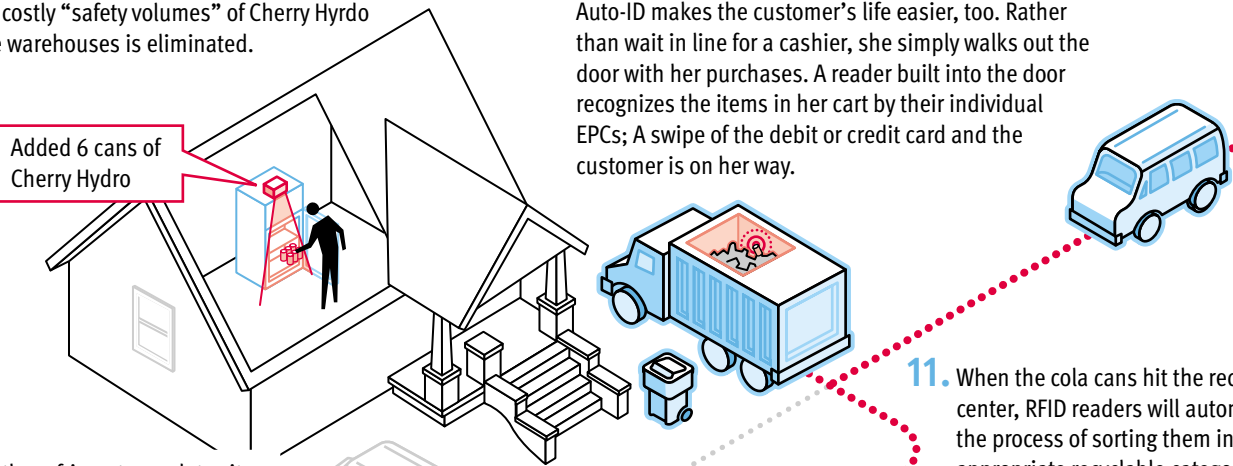 costly “safety volumes” of Cherry Hyrdo
warehouses is eliminated.
Added 6 cans of
Cherry Hydro
Auto-ID makes the customer’s life easier, too. Rather
than wait in line for a cashier, she simply walks out the
door with her purchases. A reader built into the door
recognizes the items in her cart by their individual
EPCs; A swipe of the debit or credit card and the
customer is on her way.
11. When the cola cans hit the
center, RFID readers will
the process of sorting them